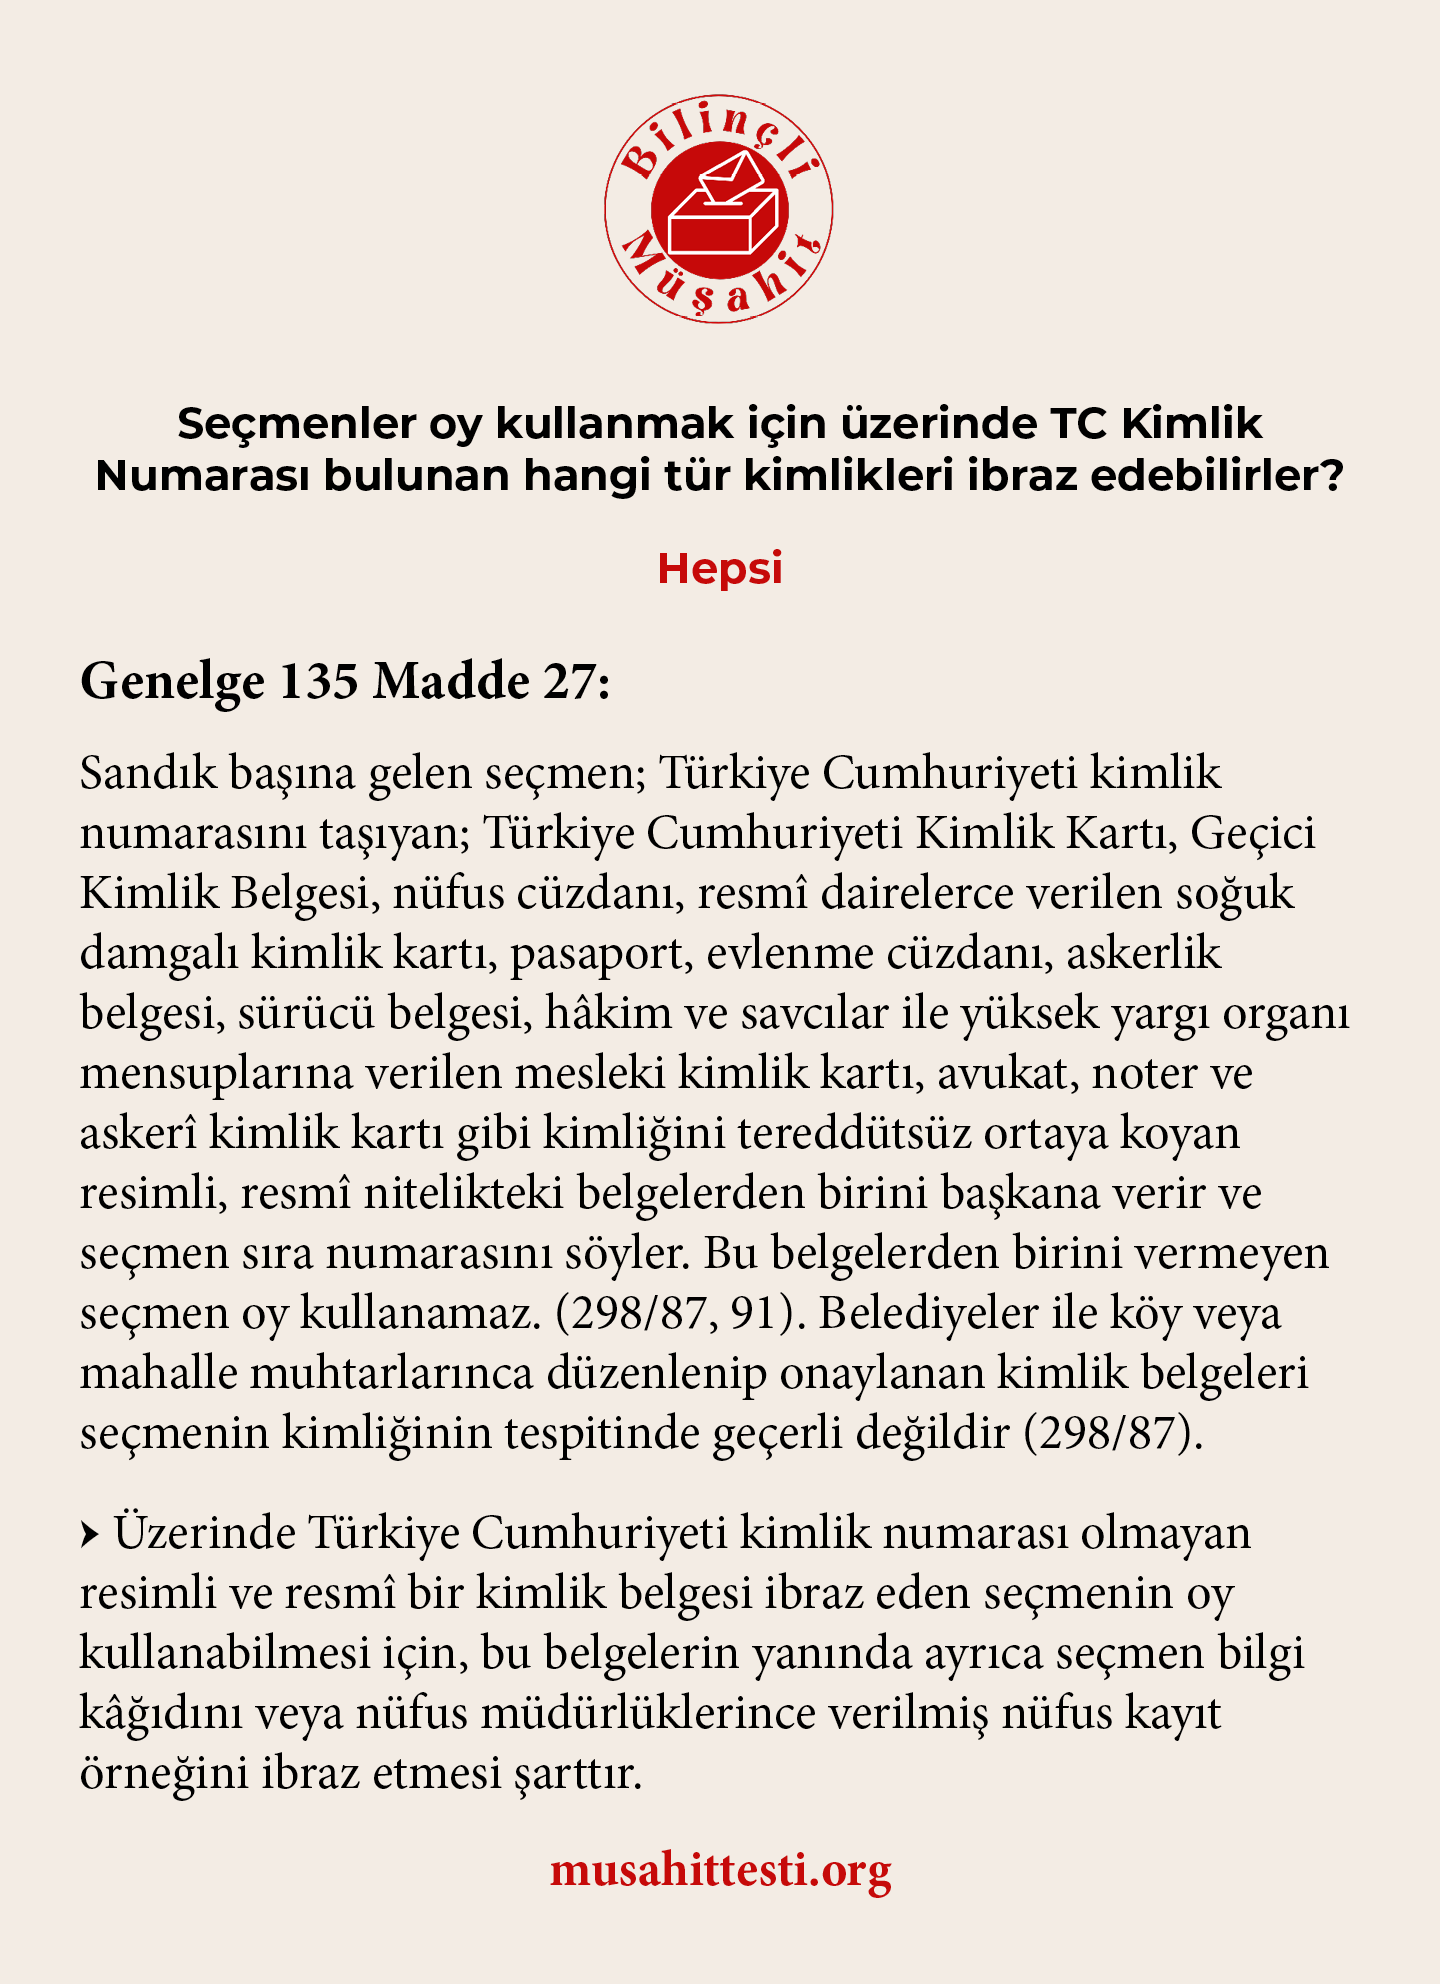 Bilinçli
Müşahit
Seçmenler oy kullanmak için üzerinde TC Kimlik
Numarası bulunan hangi tür kimlikleri ibraz edebilirler?
Hepsi
Genelge 135 Madde 27:
Sandık başına gelen seçmen; Türkiye Cumhuriyeti kimlik
numarasını taşıyan; Türkiye Cumhuriyeti Kimlik Kartı, Geçici
Kimlik Belgesi, nüfus cüzdanı, resmî dairelerce verilen soğuk
damgalı kimlik kartı, pasaport, evlenme cüzdanı, askerlik
belgesi, sürücü belgesi, hâkim ve savcılar ile yüksek yargı organı
mensuplarına verilen mesleki kimlik kartı, avukat, noter ve
askerî kimlik kartı gibi kimliğini tereddütsüz ortaya koyan
resimli, resmî nitelikteki belgelerden birini başkana verir ve
seçmen sıra numarasını söyler. Bu belgelerden birini vermeyen
seçmen oy kullanamaz. (298/87, 91). Belediyeler ile köy veya
mahalle muhtarlarınca düzenlenip onaylanan kimlik belgeleri
seçmenin kimliğinin tespitinde geçerli değildir (298/87).
➤ Üzerinde Türkiye Cumhuriyeti kimlik numarası olmayan
resimli ve resmî bir kimlik belgesi ibraz eden seçmenin oy
kullanabilmesi için, bu belgelerin yanında ayrıca seçmen bilgi
kâğıdını veya nüfus müdürlüklerince verilmiş nüfus kayıt
örneğini ibraz etmesi şarttır.
musahittesti.org